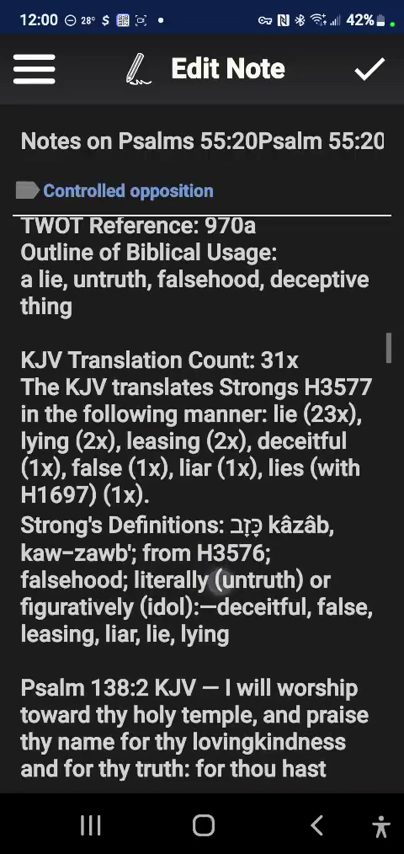 12:00 28° $ 42%
Edit Note
Notes on Psalms 55:20Psalm 55:20
Controlled opposition
TWOT Reference: 970a
Outline of Biblical Usage:
a lie, untruth, falsehood, deceptive
thing
KJV Translation Count: 31x
The KJV translates Strongs H3577
in the following manner: lie (23x),
lying (2x), leasing (2x), deceitful
(1x), false (1x), liar (1x), lies (with
H1697) (1x).
Strong's Definitions: כָּזָב kâzâb,
kaw-zawb'; from H3576;
falsehood; literally (untruth) or
figuratively (idol):—deceitful, false,
leasing, liar, lie, lying
Psalm 138:2 KJV — I will worship
toward thy holy temple, and praise
thy name for thy lovingkindness
and for thy truth: for thou hast